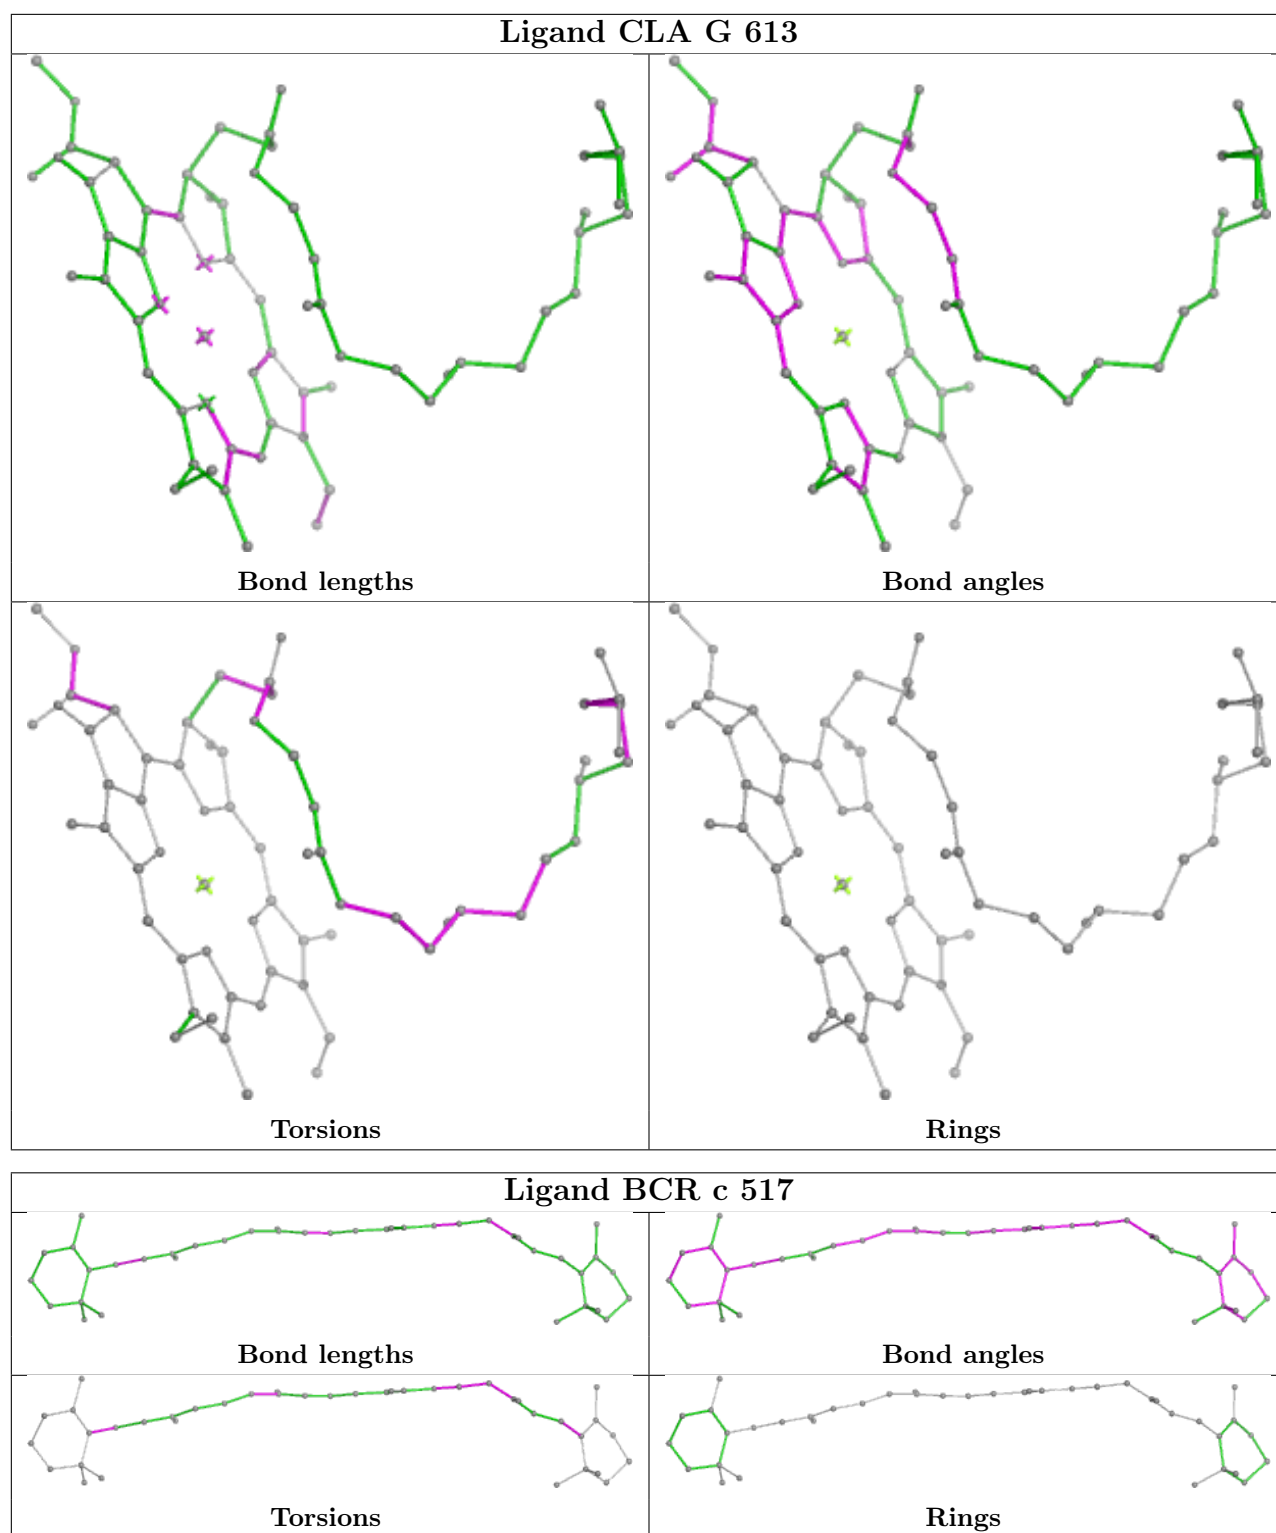 Ligand CLA G 613
Bond lengths
Bond angles
Torsions
Rings
Ligand BCR c 517
Bond lengths
Bond angles
Torsions
Rings